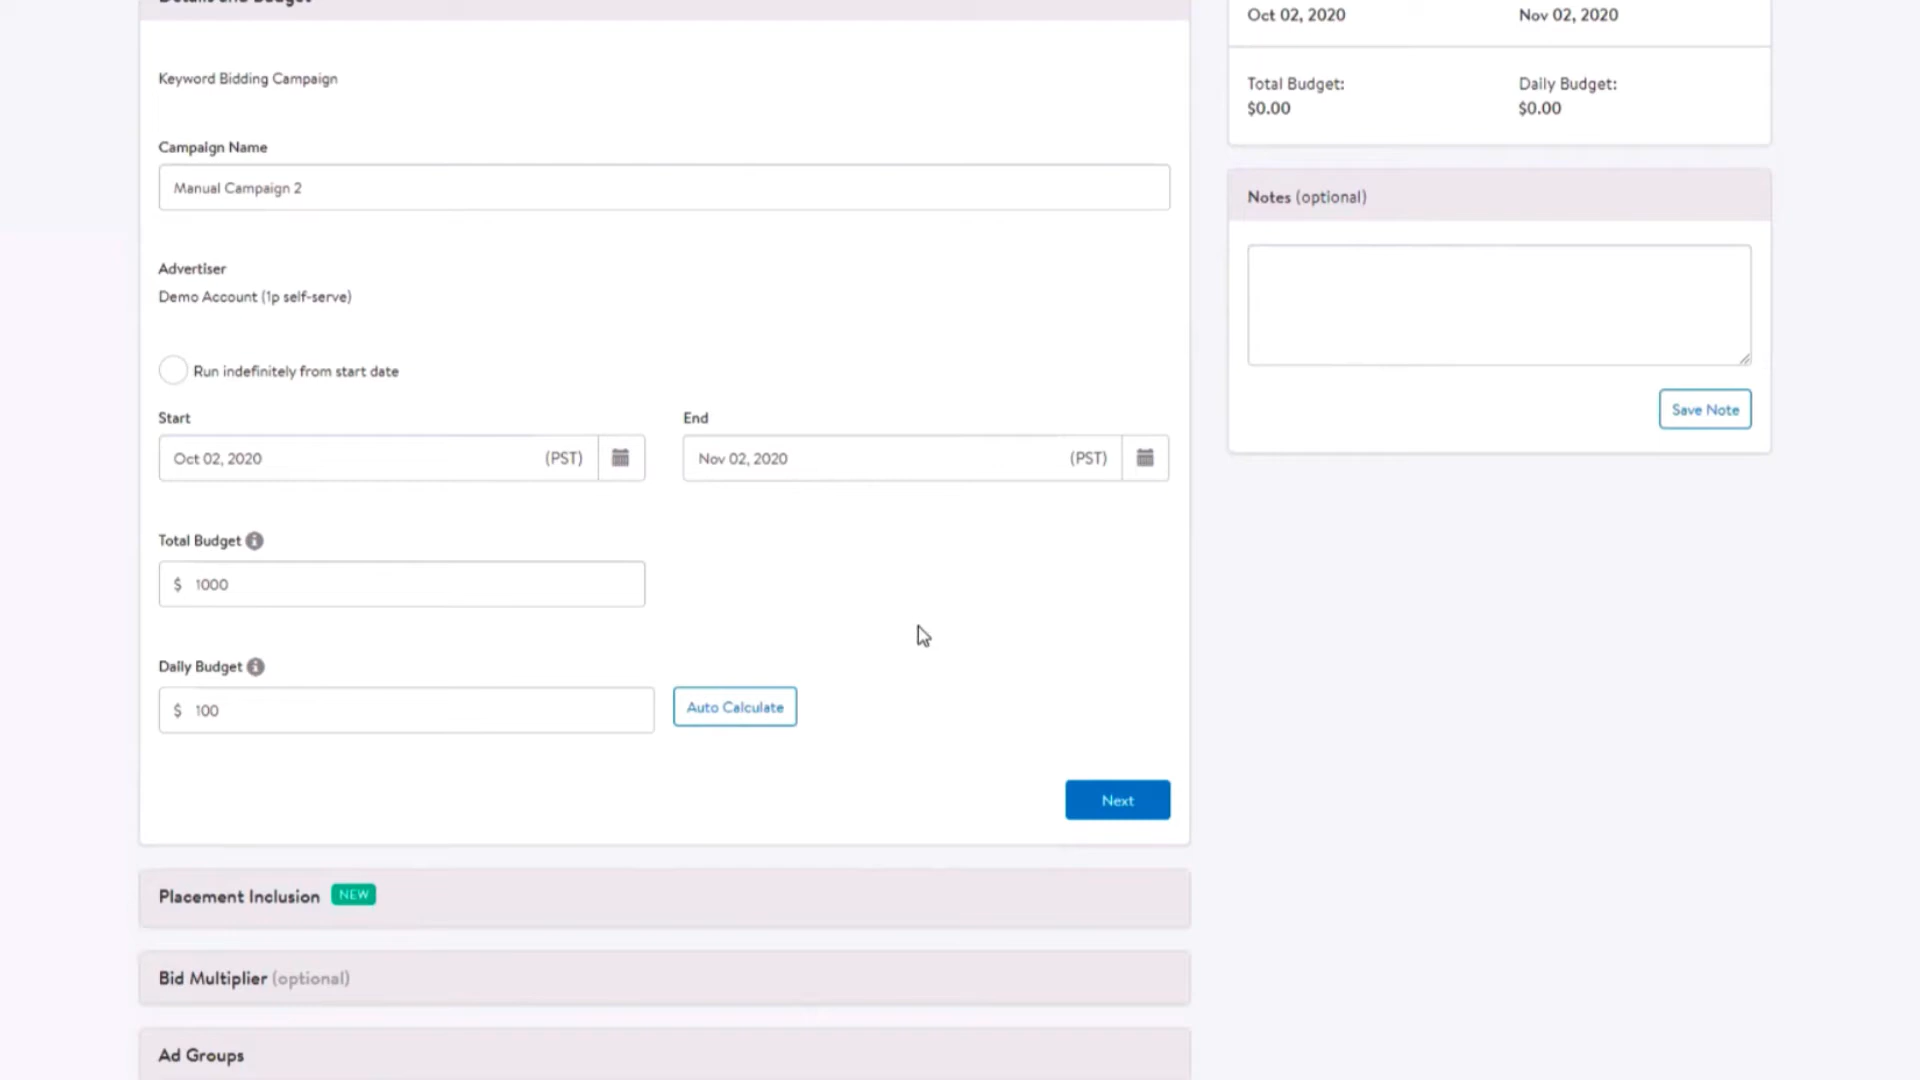 Details and Budget
Keyword Bidding Campaign
Campaign Name
Manual Campaign 2
Advertiser
Demo Account (1p self-serve)
Run indefinitely from start date
Start
End
Oct 02, 2020 (PST)
Nov 02, 2020 (PST)
Total Budget
$ 1000
Daily Budget
$ 100
Auto Calculate
Next
Placement Inclusion NEW
Bid Multiplier (optional)
Ad Groups
Oct 02, 2020
Nov 02, 2020
Total Budget:
$0.00
Daily Budget:
$0.00
Notes (optional)
Save Note